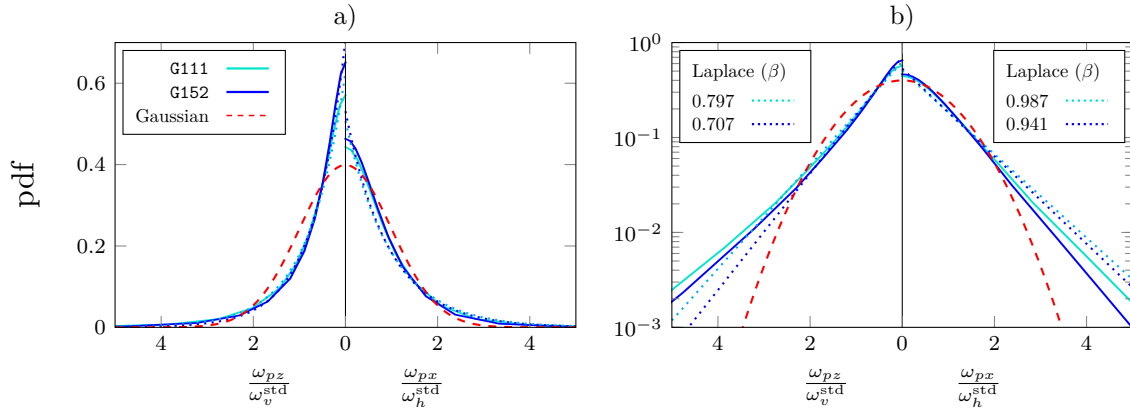 a)
pdf
0.6
0.4
0.2
0
G111
G152
Gaussian
4 2 0 2 4
ω_pz/ω_v^std ω_px/ω_h^std
b)
10^0
10^−1
10^−2
10^−3
Laplace (β)
0.797
0.707
Laplace (β)
0.987
0.941
4 2 0 2 4
ω_pz/ω_v^std ω_px/ω_h^std